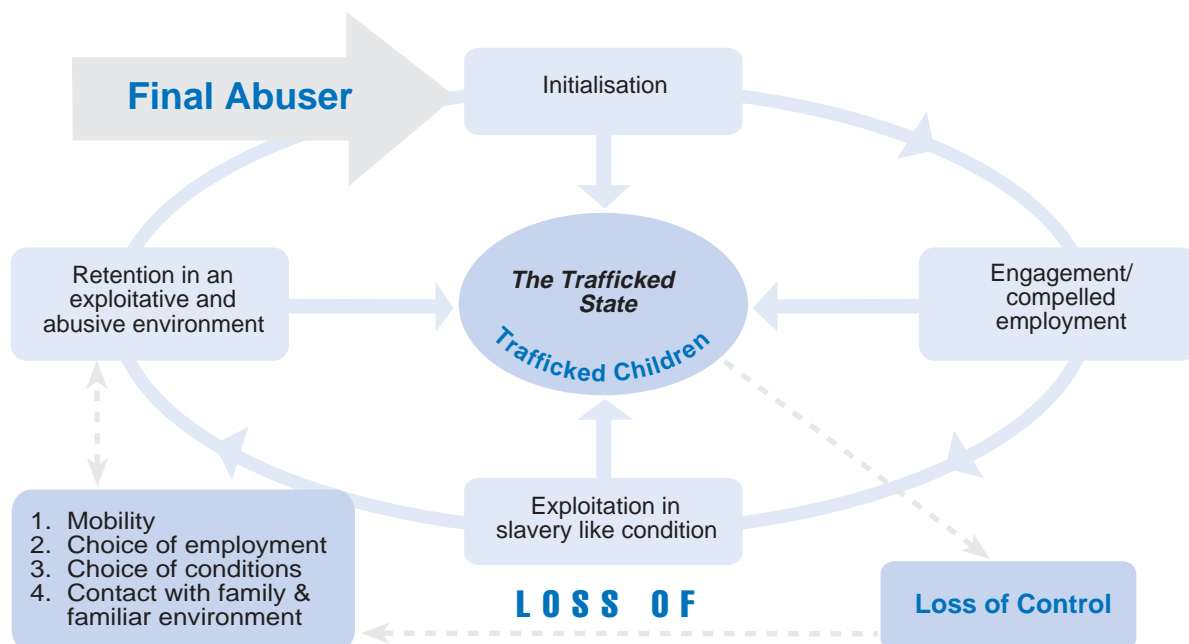 Final Abuser
Initialisation
Retention in an
exploitative and
abusive environment
The Trafficked
State
Trafficked Children
Engagement/
compelled
employment
Exploitation in
slavery like condition
1. Mobility
2. Choice of employment
3. Choice of conditions
4. Contact with family &
familiar environment
LOSS OF
Loss of Control